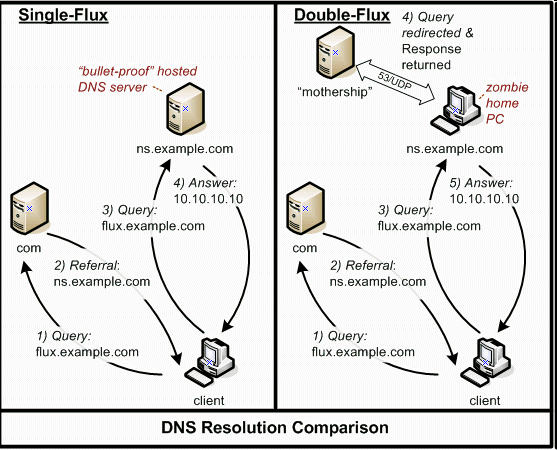 Single-Flux
"bullet-proof" hosted
DNS server
ns.example.com
4) Answer:
10.10.10.10
3) Query:
flux.example.com
com
2) Referral:
ns.example.com
1) Query:
flux.example.com
client
Double-Flux
4) Query
redirected &
Response
returned
53/UDP
"mothership"
zombie
home
PC
ns.example.com
5) Answer:
10.10.10.10
3) Query:
flux.example.com
com
2) Referral:
ns.example.com
1) Query:
flux.example.com
client
DNS Resolution Comparison